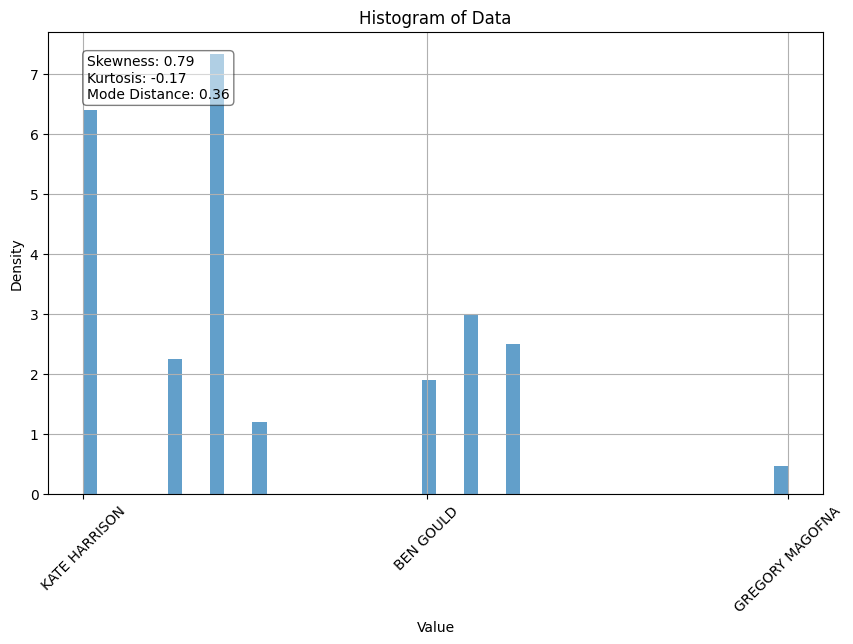 Histogram of Data
Skewness: 0.79
Kurtosis: -0.17
Mode Distance: 0.36
7
6
5
4
3
2
1
0
Density
KATE HARRISON
BEN GOULD
GREGORY MAGOFNA
Value